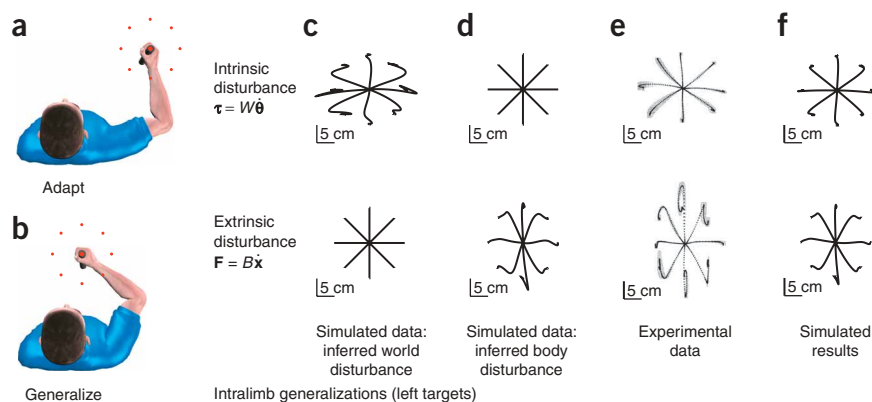 a
c
d
e
f
Intrinsic
disturbance
τ = Wθ̇
5 cm
5 cm
5 cm
5 cm
Adapt
b
Extrinsic
disturbance
F = Bẋ
5 cm
5 cm
5 cm
5 cm
Simulated data:
inferred world
disturbance
Simulated data:
inferred body
disturbance
Experimental
data
Simulated
results
Generalize
Intralimb generalizations (left targets)